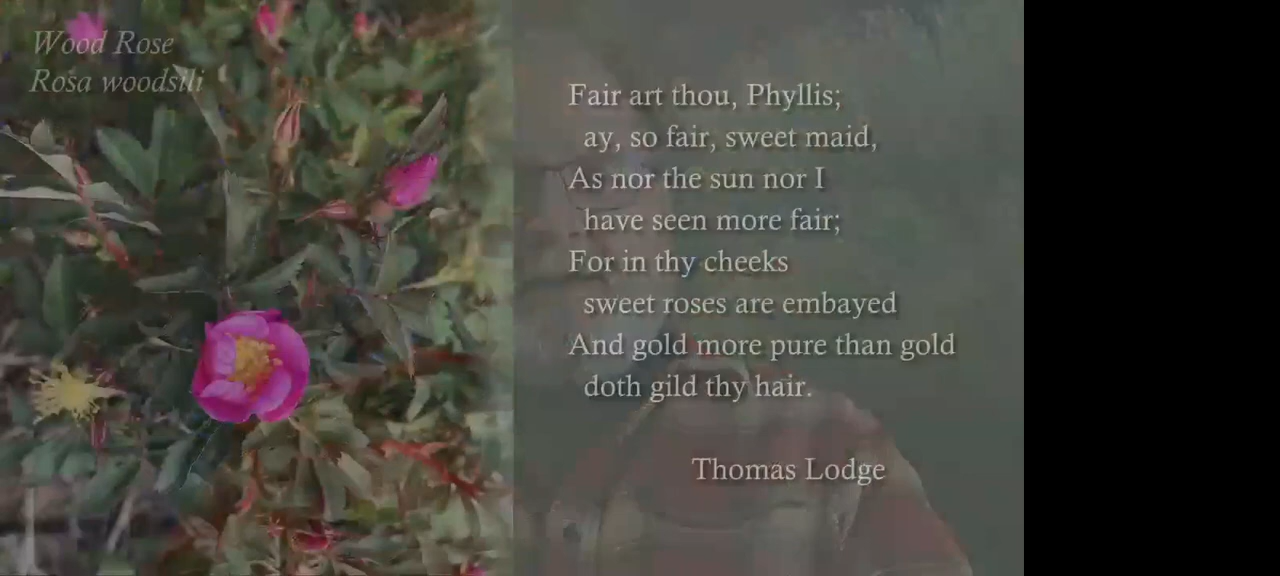 Wood Rose
Rosa woodsili
Fair art thou, Phyllis;
ay, so fair, sweet maid,
As nor the sun nor I
have seen more fair;
For in thy cheeks
sweet roses are embayed
And gold more pure than gold
doth gild thy hair.
Thomas Lodge